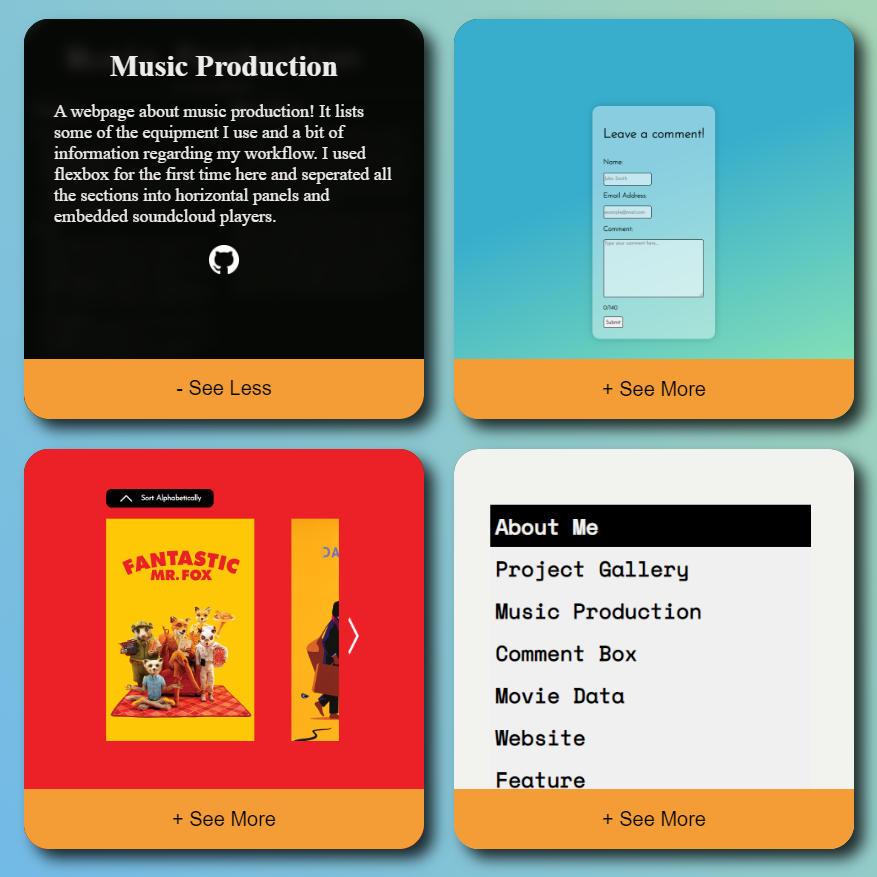 Music Production
A webpage about music production! It lists
some of the equipment I use and a bit of
information regarding my workflow. I used
flexbox for the first time here and seperated all
the sections into horizontal panels and
embedded soundcloud players.
- See Less
Leave a comment!
Name:
John Smith
Email Address:
example@mail.com
Comment:
Type your comment here...
0/140
Submit
+ See More
Sort Alphabetically
FANTASTIC
MR. FOX
DA
+ See More
About Me
Project Gallery
Music Production
Comment Box
Movie Data
Website
Feature
+ See More